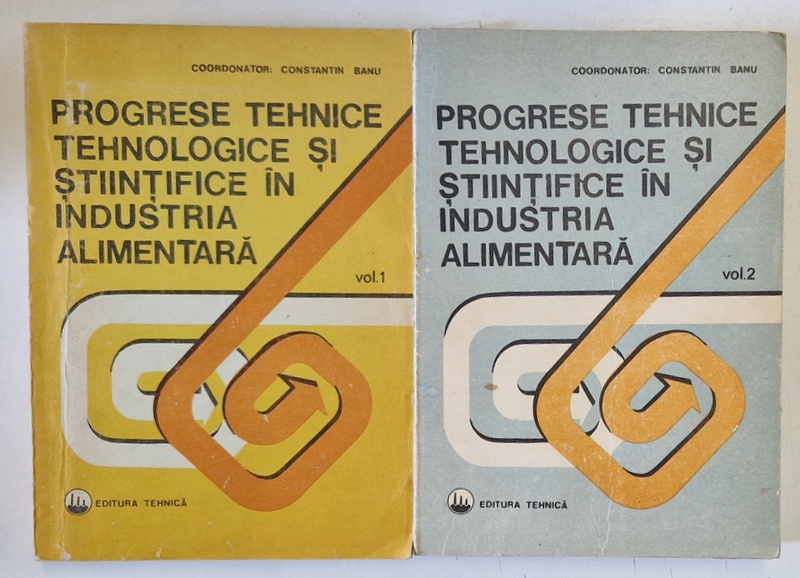 COORDONATOR: CONSTANTIN BANU
PROGRESE TEHNICE
TEHNOLOGICE ȘI
ȘTIINȚIFICE ÎN
INDUSTRIA
ALIMENTARĂ
vol.1
EDITURA TEHNICĂ
COORDONATOR: CONSTANTIN BANU
PROGRESE TEHNICE
TEHNOLOGICE ȘI
ȘTIINȚIFICE ÎN
INDUSTRIA
ALIMENTARĂ
vol.2
EDITURA TEHNICĂ